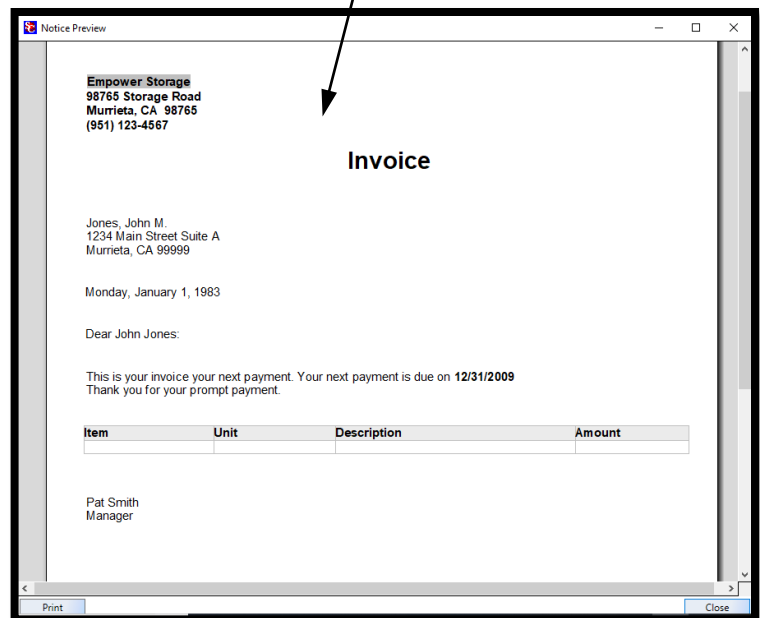 Notice Preview
Empower Storage
98765 Storage Road
Murrieta, CA  98765
(951) 123-4567
Invoice
Jones, John M.
1234 Main Street Suite A
Murrieta, CA 99999
Monday, January 1, 1983
Dear John Jones:
This is your invoice your next payment. Your next payment is due on 12/31/2009
Thank you for your prompt payment.
Item Unit Description Amount
Pat Smith
Manager
Print Close